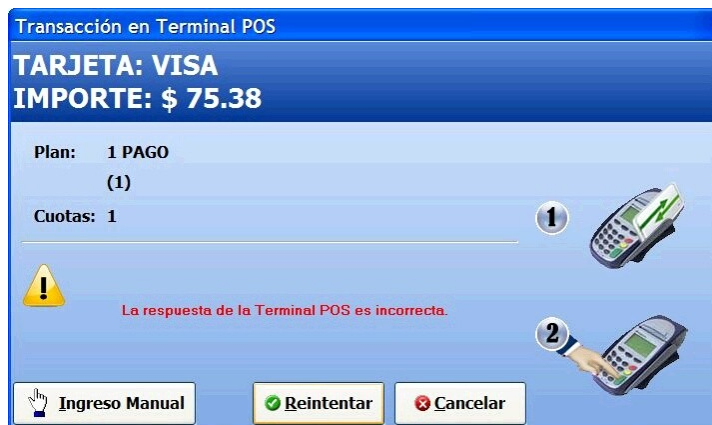 Transacción en Terminal POS
TARJETA: VISA
IMPORTE: $ 75.38
Plan: 1 PAGO
(1)
Cuotas: 1
1
La respuesta de la Terminal POS es incorrecta.
2
Ingreso Manual
Reintentar
Cancelar